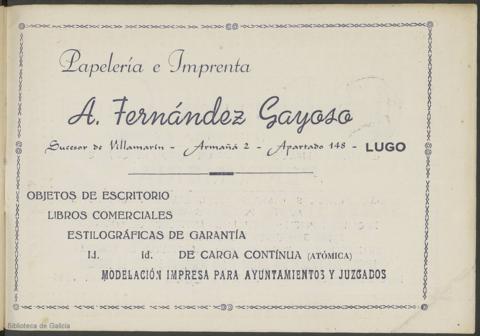 Papelería e Imprenta
A. Fernández Gayoso
Sucesor de Villamarín - Armañá 2 - Apartado 148 - LUGO
OBJETOS DE ESCRITORIO
LIBROS COMERCIALES
ESTILOGRÁFICAS DE GARANTÍA
Id. id. DE CARGA CONTÍNUA (ATÓMICA)
MODELACIÓN IMPRESA PARA AYUNTAMIENTOS Y JUZGADOS
Biblioteca de Galicia